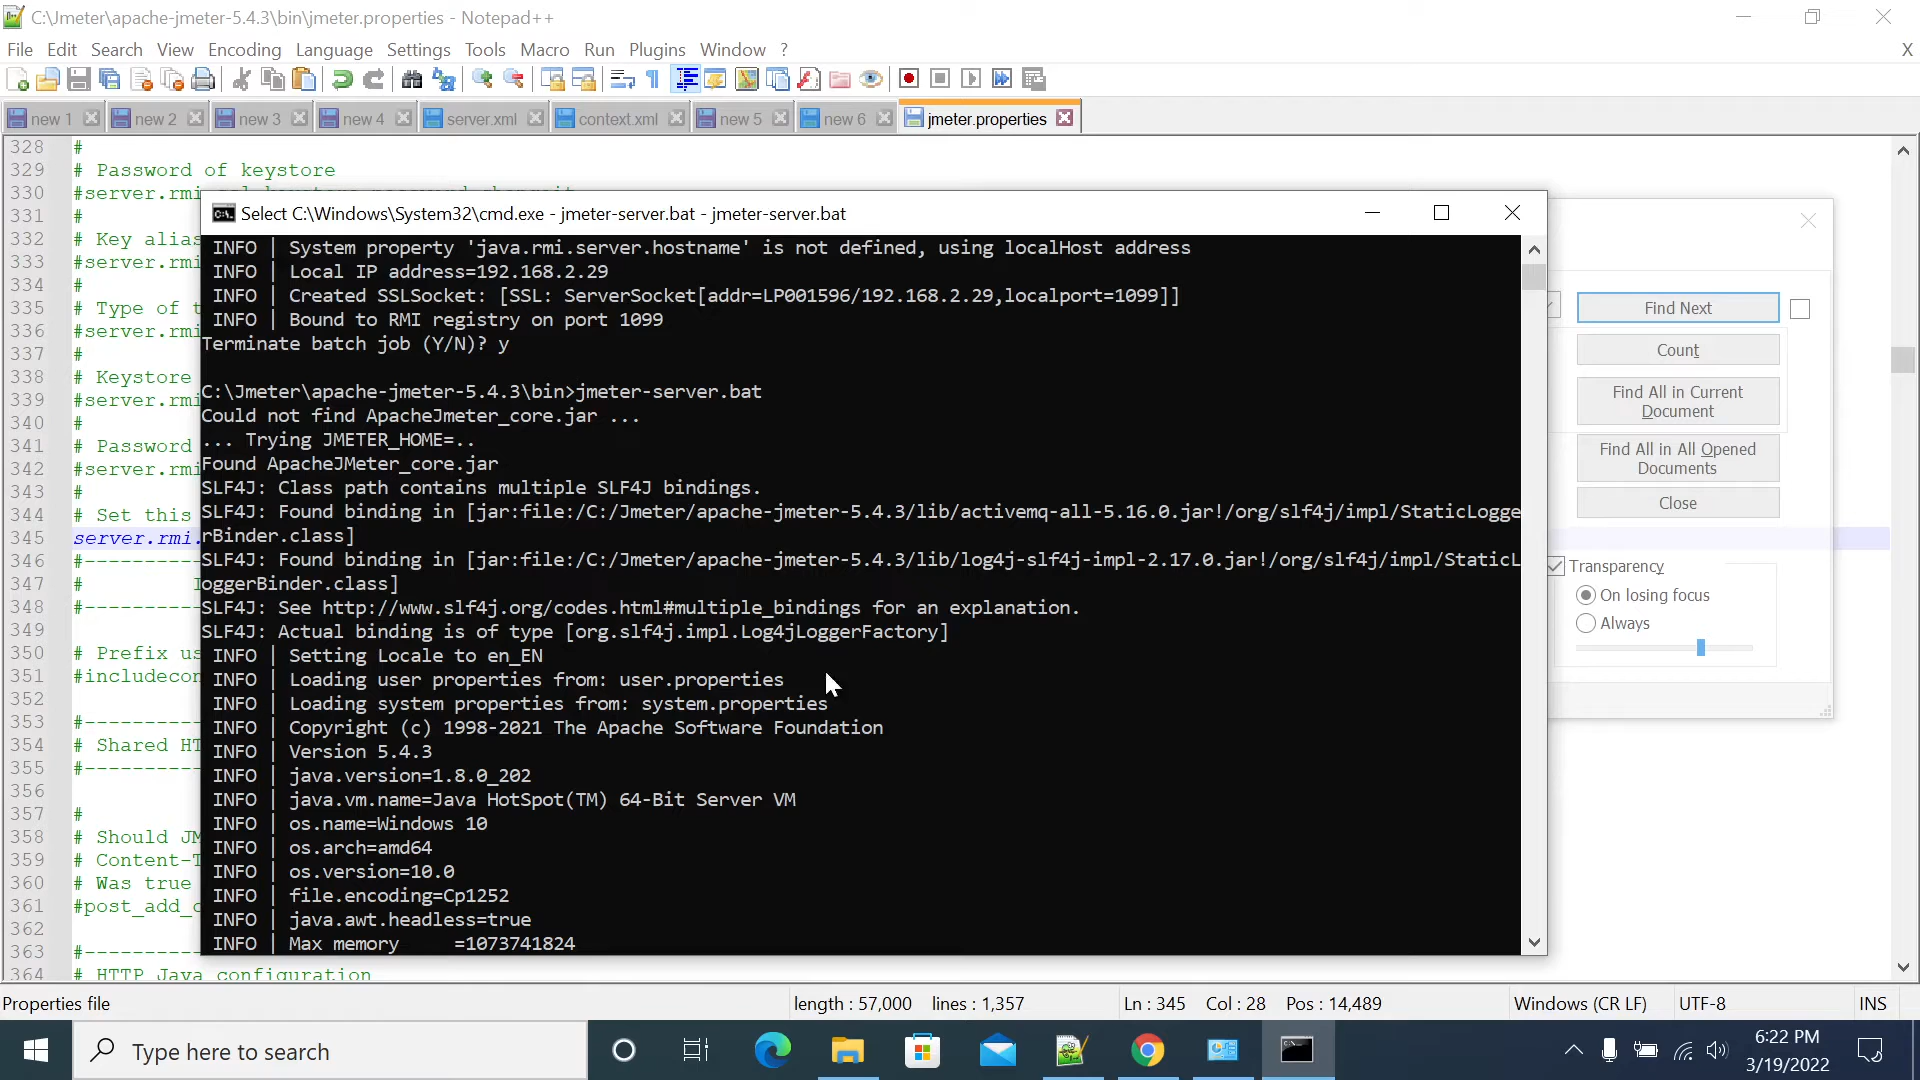 C:\Jmeter\apache-jmeter-5.4.3\bin\jmeter.properties - Notepad++
File Edit Search View Encoding Language Settings Tools Macro Run Plugins Window ? X
new 1 new 2 new 3 new 4 server.xml context.xml new 5 new 6 jmeter.properties
328 #
329 # Password of keystore
330 #server.rmi
331 #
332 # Key alias
333 #server.rmi
334 #
335 # Type of t
336 #server.rmi
337 #
338 # Keystore
339 #server.rmi
340 #
341 # Password
342 #server.rmi
343 #
344 # Set this
345 server.rmi.
346 #----------
347 #
348 #----------
349
350 # Prefix us
351 #includecon
352
353 #----------
354 # Shared HT
355 #----------
356
357 #
358 # Should JM
359 # Content-T
360 # Was true
361 #post_add_c
362
363 #----------
364 # HTTP Java configuration
Select C:\Windows\System32\cmd.exe - jmeter-server.bat - jmeter-server.bat
INFO | System property 'java.rmi.server.hostname' is not defined, using localHost address
INFO | Local IP address=192.168.2.29
INFO | Created SSLSocket: [SSL: ServerSocket[addr=LP001596/192.168.2.29,localport=1099]]
INFO | Bound to RMI registry on port 1099
Terminate batch job (Y/N)? y
C:\Jmeter\apache-jmeter-5.4.3\bin>jmeter-server.bat
Could not find ApacheJmeter_core.jar ...
... Trying JMETER_HOME=..
Found ApacheJMeter_core.jar
SLF4J: Class path contains multiple SLF4J bindings.
SLF4J: Found binding in [jar:file:/C:/Jmeter/apache-jmeter-5.4.3/lib/activemq-all-5.16.0.jar!/org/slf4j/impl/StaticLogge
rBinder.class]
SLF4J: Found binding in [jar:file:/C:/Jmeter/apache-jmeter-5.4.3/lib/log4j-slf4j-impl-2.17.0.jar!/org/slf4j/impl/StaticL
oggerBinder.class]
SLF4J: See http://www.slf4j.org/codes.html#multiple_bindings for an explanation.
SLF4J: Actual binding is of type [org.slf4j.impl.Log4jLoggerFactory]
INFO | Setting Locale to en_EN
INFO | Loading user properties from: user.properties
INFO | Loading system properties from: system.properties
INFO | Copyright (c) 1998-2021 The Apache Software Foundation
INFO | Version 5.4.3
INFO | java.version=1.8.0_202
INFO | java.vm.name=Java HotSpot(TM) 64-Bit Server VM
INFO | os.name=Windows 10
INFO | os.arch=amd64
INFO | os.version=10.0
INFO | file.encoding=Cp1252
INFO | java.awt.headless=true
INFO | Max memory     =1073741824
Find Next
Count
Find All in Current
Document
Find All in All Opened
Documents
Close
Transparency
On losing focus
Always
Properties file length : 57,000 lines : 1,357 Ln : 345 Col : 28 Pos : 14,489 Windows (CR LF) UTF-8 INS
Type here to search
6:22 PM
3/19/2022